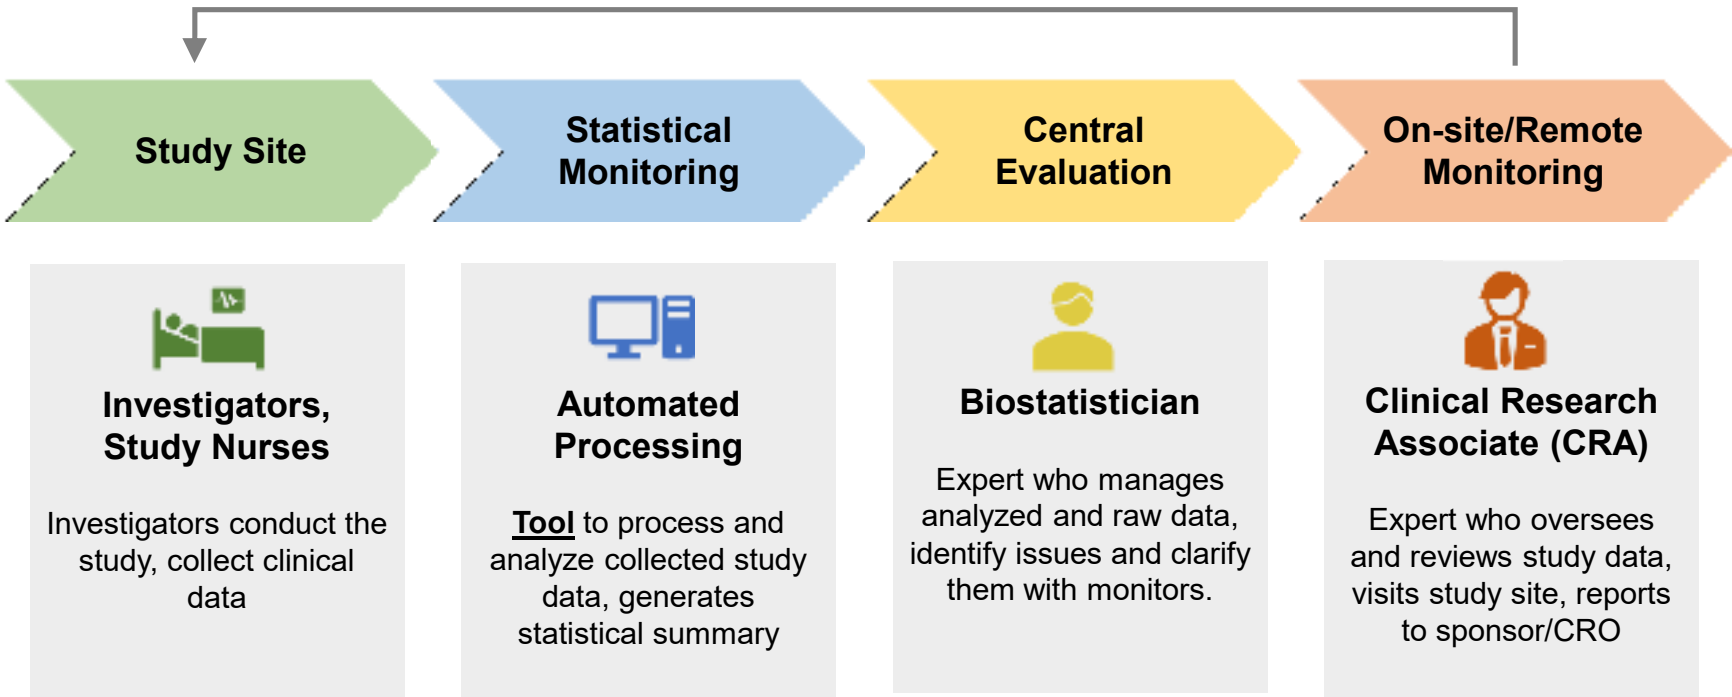 Study Site
Statistical
Monitoring
Central
Evaluation
On-site/Remote
Monitoring
Investigators,
Study Nurses
Investigators conduct the
study, collect clinical
data
Automated
Processing
Tool to process and
analyze collected study
data, generates
statistical summary
Biostatistician
Expert who manages
analyzed and raw data,
identify issues and clarify
them with monitors.
Clinical Research
Associate (CRA)
Expert who oversees
and reviews study data,
visits study site, reports
to sponsor/CRO